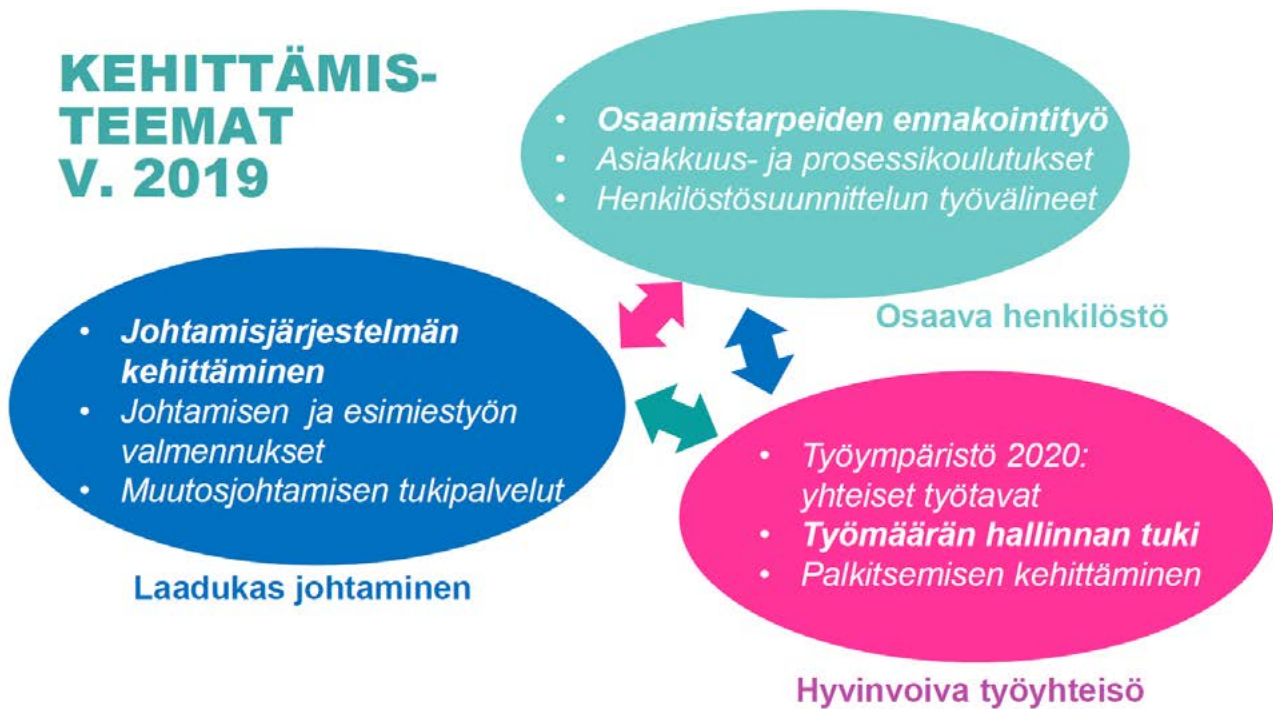 KEHITTÄMIS-
TEEMAT
V. 2019
• Osaamistarpeiden ennakointityö
• Asiakkuus- ja prosessikoulutukset
• Henkilöstösuunnittelun työvälineet
Osaava henkilöstö
• Johtamisjärjestelmän
kehittäminen
• Johtamisen ja esimiestyön
valmennukset
• Muutosjohtamisen tukipalvelut
Laadukas johtaminen
• Työympäristö 2020:
yhteiset työtavat
• Työmäärän hallinnan tuki
• Palkitsemisen kehittäminen
Hyvinvoiva työyhteisö